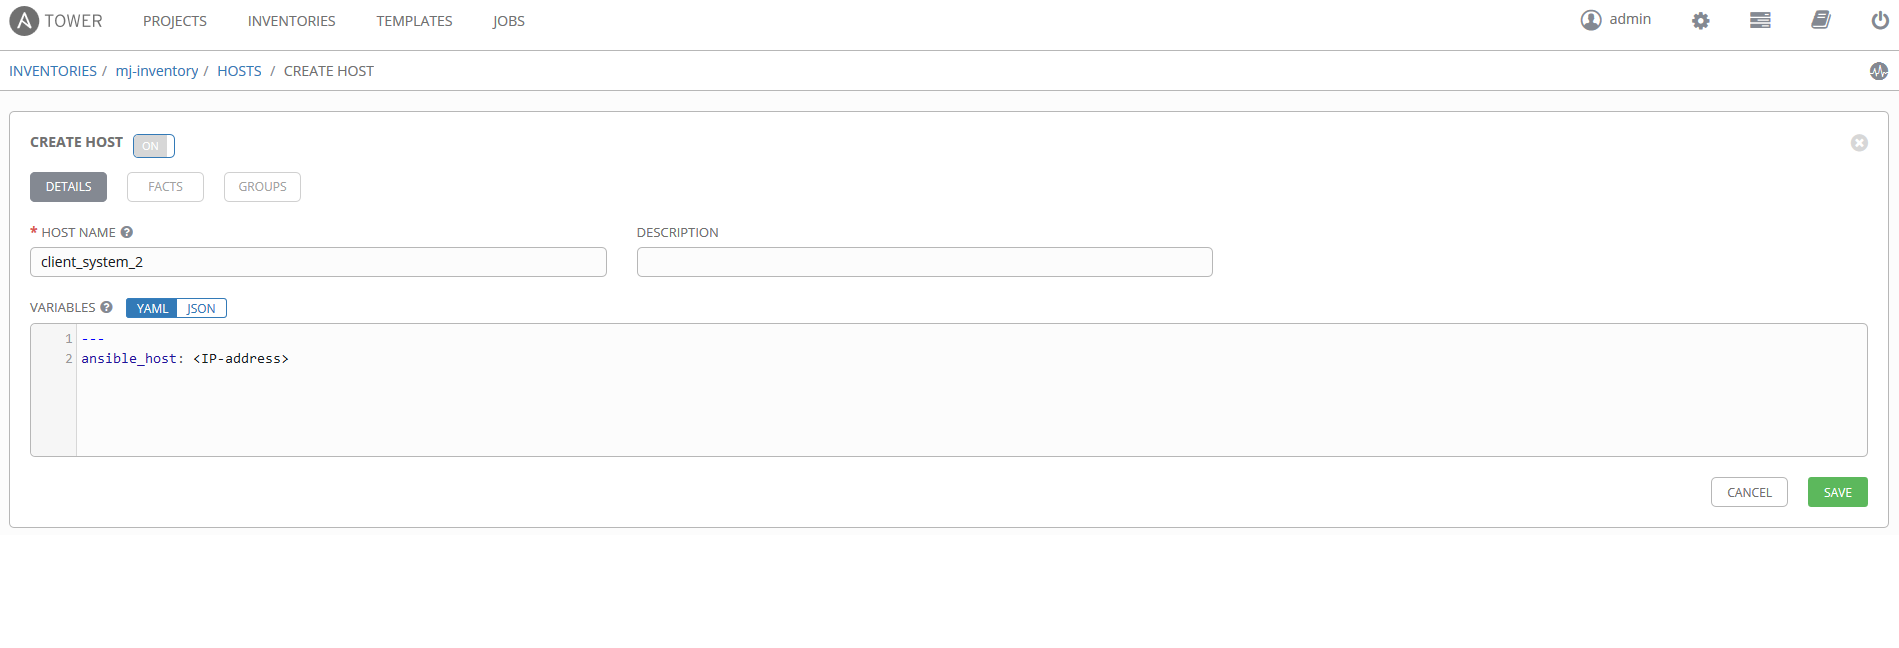 A TOWER PROJECTS INVENTORIES TEMPLATES JOBS admin
INVENTORIES / mj-inventory / HOSTS / CREATE HOST
CREATE HOST ON
DETAILS FACTS GROUPS
* HOST NAME ? DESCRIPTION
client_system_2
VARIABLES ? YAML JSON
1 ---
2 ansible_host: <IP-address>
CANCEL SAVE